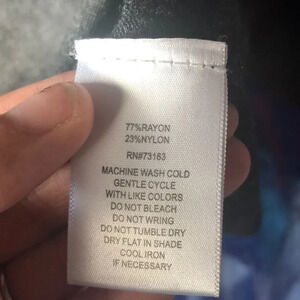 77%RAYON
23%NYLON
RN#73163
MACHINE WASH COLD
GENTLE CYCLE
WITH LIKE COLORS
DO NOT BLEACH
DO NOT WRING
DO NOT TUMBLE DRY
DRY FLAT IN SHADE
COOL IRON
IF NECESSARY